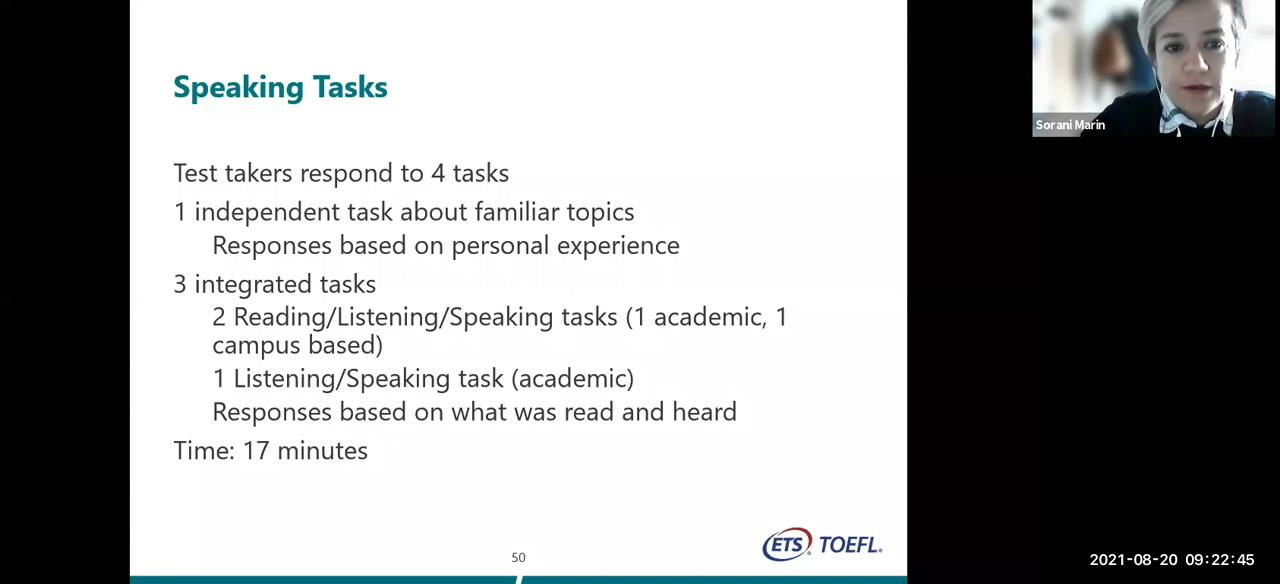 Speaking Tasks
Test takers respond to 4 tasks
1 independent task about familiar topics
Responses based on personal experience
3 integrated tasks
2 Reading/Listening/Speaking tasks (1 academic, 1
campus based)
1 Listening/Speaking task (academic)
Responses based on what was read and heard
Time: 17 minutes
50
ETS TOEFL.
Sorani Marin
2021-08-20 09:22:45